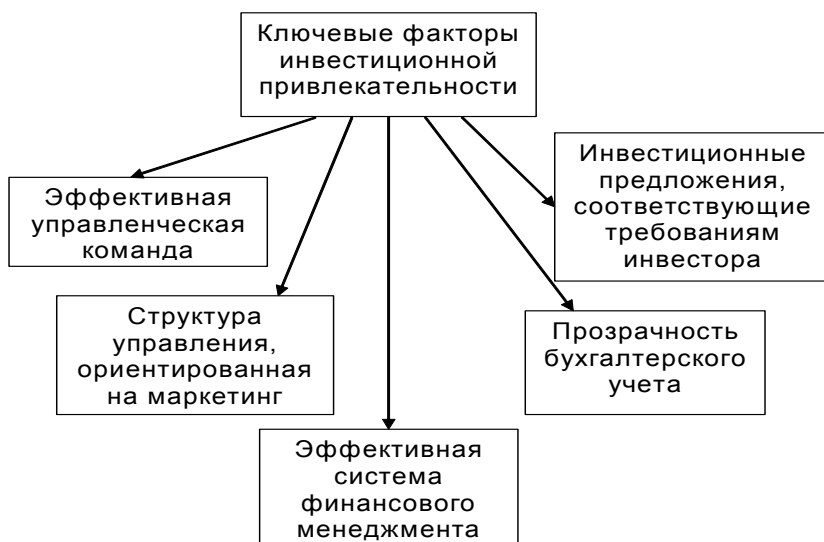 Ключевые факторы
инвестиционной
привлекательности
Эффективная
управленческая
команда
Структура
управления,
ориентированная
на маркетинг
Эффективная
система
финансового
менеджмента
Прозрачность
бухгалтерского
учета
Инвестиционные
предложения,
соответствующие
требованиям
инвестора